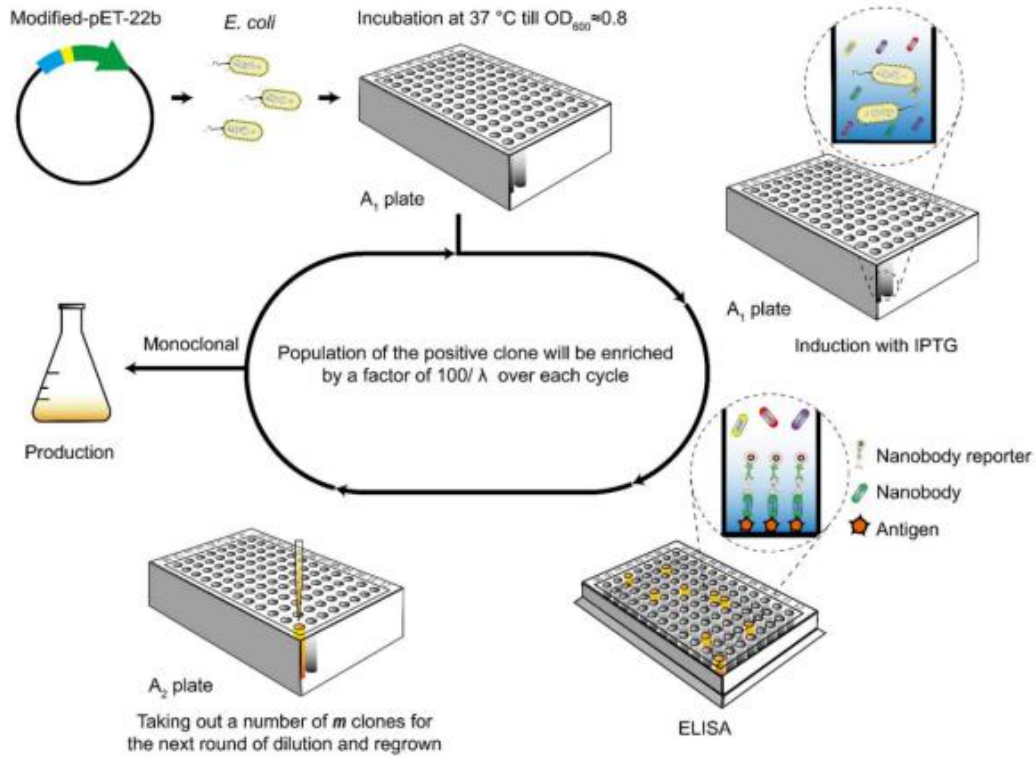 Modified-pET-22b
E. coli
Incubation at 37 °C till OD₆₀₀≈0.8
A₁ plate
A₁ plate
Induction with IPTG
Monoclonal
Population of the positive clone will be enriched
by a factor of 100/ λ over each cycle
Production
Nanobody reporter
Nanobody
Antigen
A₂ plate
Taking out a number of m clones for
the next round of dilution and regrown
ELISA